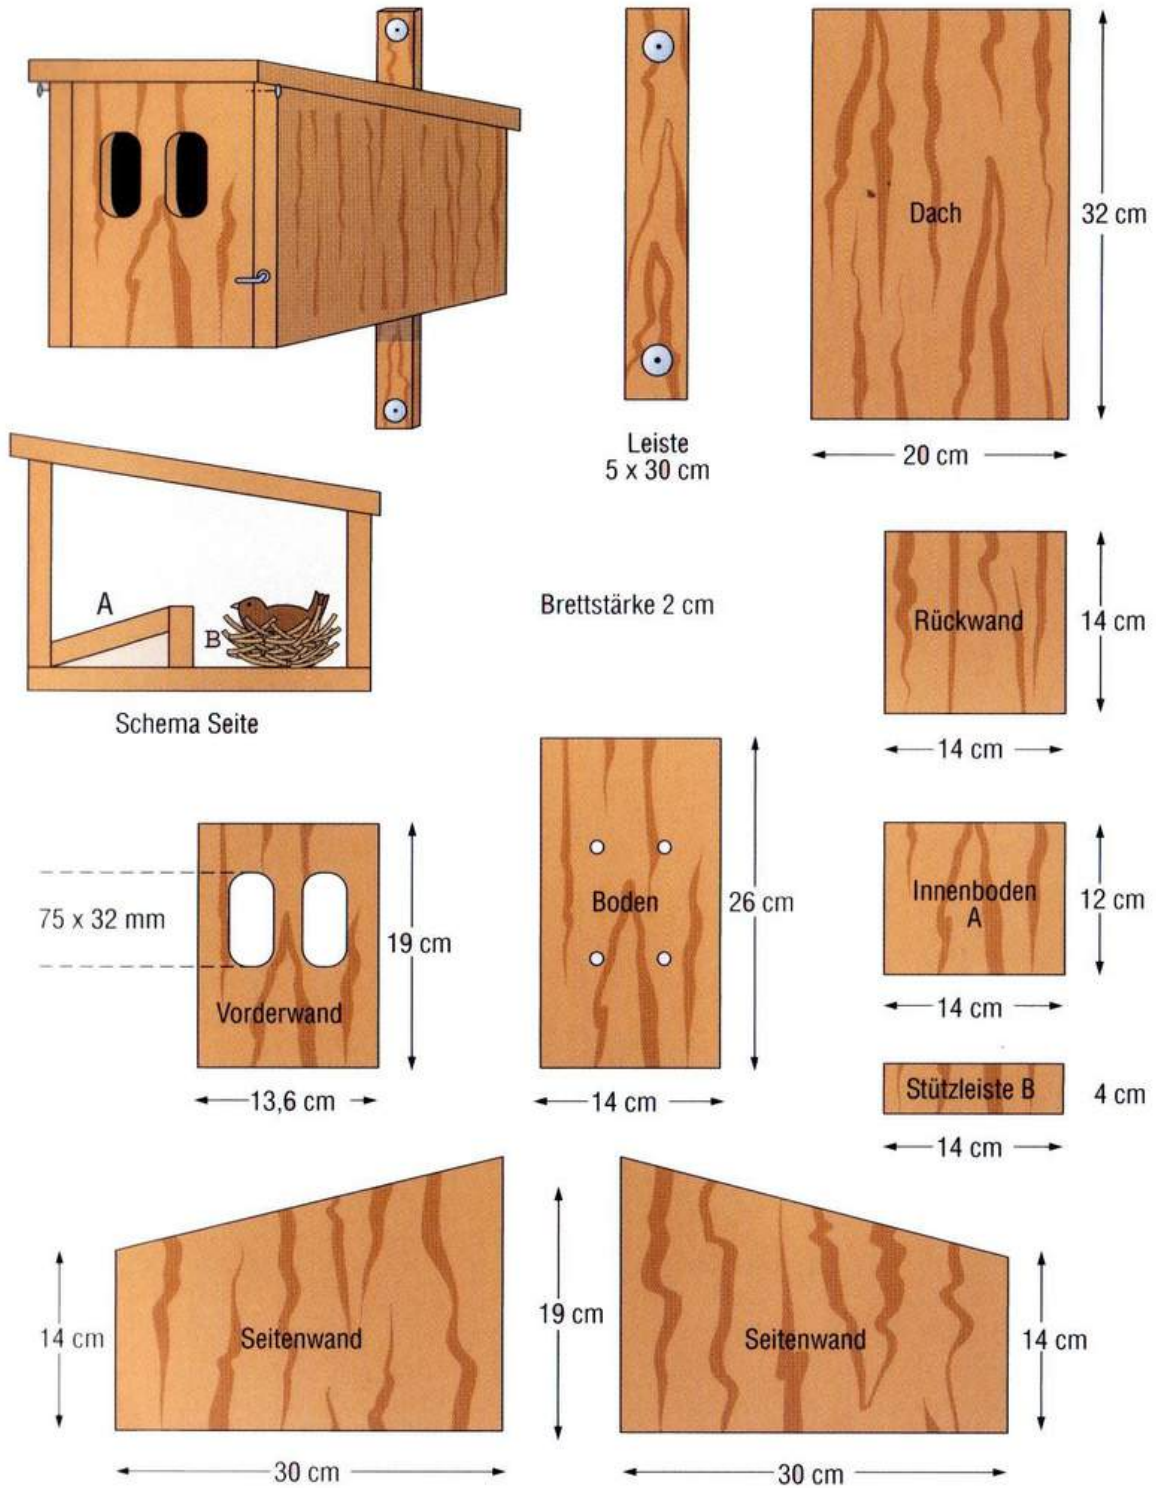 Dach
32 cm
20 cm
Leiste
5 x 30 cm
A
B
Schema Seite
Brettstärke 2 cm
Rückwand
14 cm
14 cm
75 x 32 mm
Vorderwand
19 cm
13,6 cm
Boden
26 cm
14 cm
Innenboden
A
12 cm
14 cm
Stützleiste B
4 cm
14 cm
14 cm
Seitenwand
30 cm
19 cm
Seitenwand
14 cm
30 cm